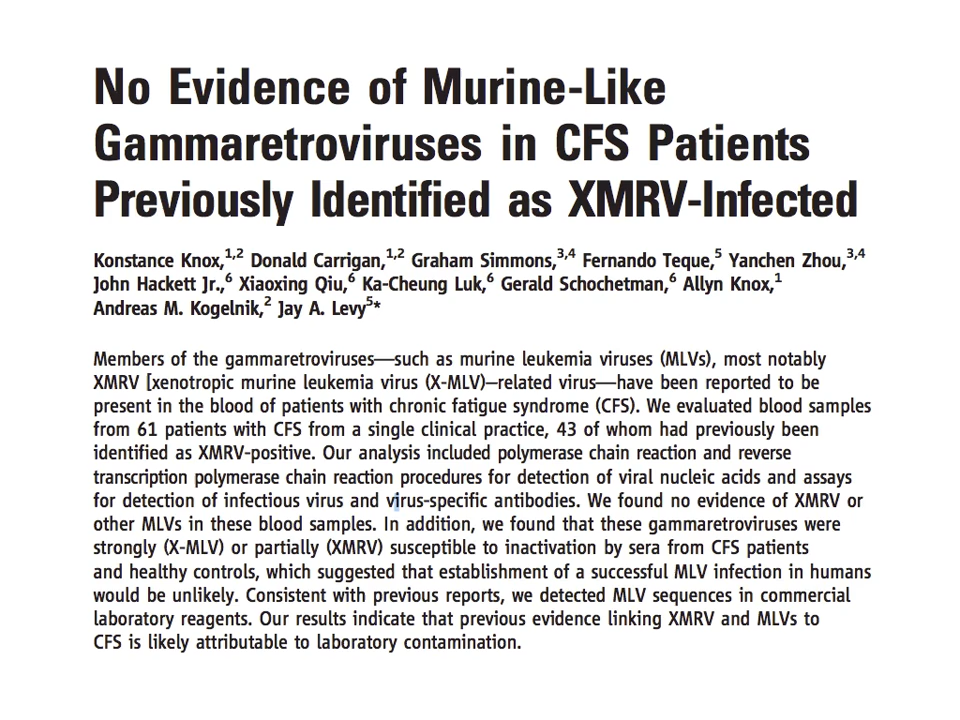 No Evidence of Murine-Like
Gammaretroviruses in CFS Patients
Previously Identified as XMRV-Infected
Konstance Knox,1,2 Donald Carrigan,1,2 Graham Simmons,3,4 Fernando Teque,5 Yanchen Zhou,3,4
John Hackett Jr.,6 Xiaoxing Qiu,6 Ka-Cheung Luk,6 Gerald Schochetman,6 Allyn Knox,1
Andreas M. Kogelnik,2 Jay A. Levy5*
Members of the gammaretroviruses—such as murine leukemia viruses (MLVs), most notably
XMRV [xenotropic murine leukemia virus (X-MLV)–related virus—have been reported to be
present in the blood of patients with chronic fatigue syndrome (CFS). We evaluated blood samples
from 61 patients with CFS from a single clinical practice, 43 of whom had previously been
identified as XMRV-positive. Our analysis included polymerase chain reaction and reverse
transcription polymerase chain reaction procedures for detection of viral nucleic acids and assays
for detection of infectious virus and virus-specific antibodies. We found no evidence of XMRV or
other MLVs in these blood samples. In addition, we found that these gammaretroviruses were
strongly (X-MLV) or partially (XMRV) susceptible to inactivation by sera from CFS patients
and healthy controls, which suggested that establishment of a successful MLV infection in humans
would be unlikely. Consistent with previous reports, we detected MLV sequences in commercial
laboratory reagents. Our results indicate that previous evidence linking XMRV and MLVs to
CFS is likely attributable to laboratory contamination.